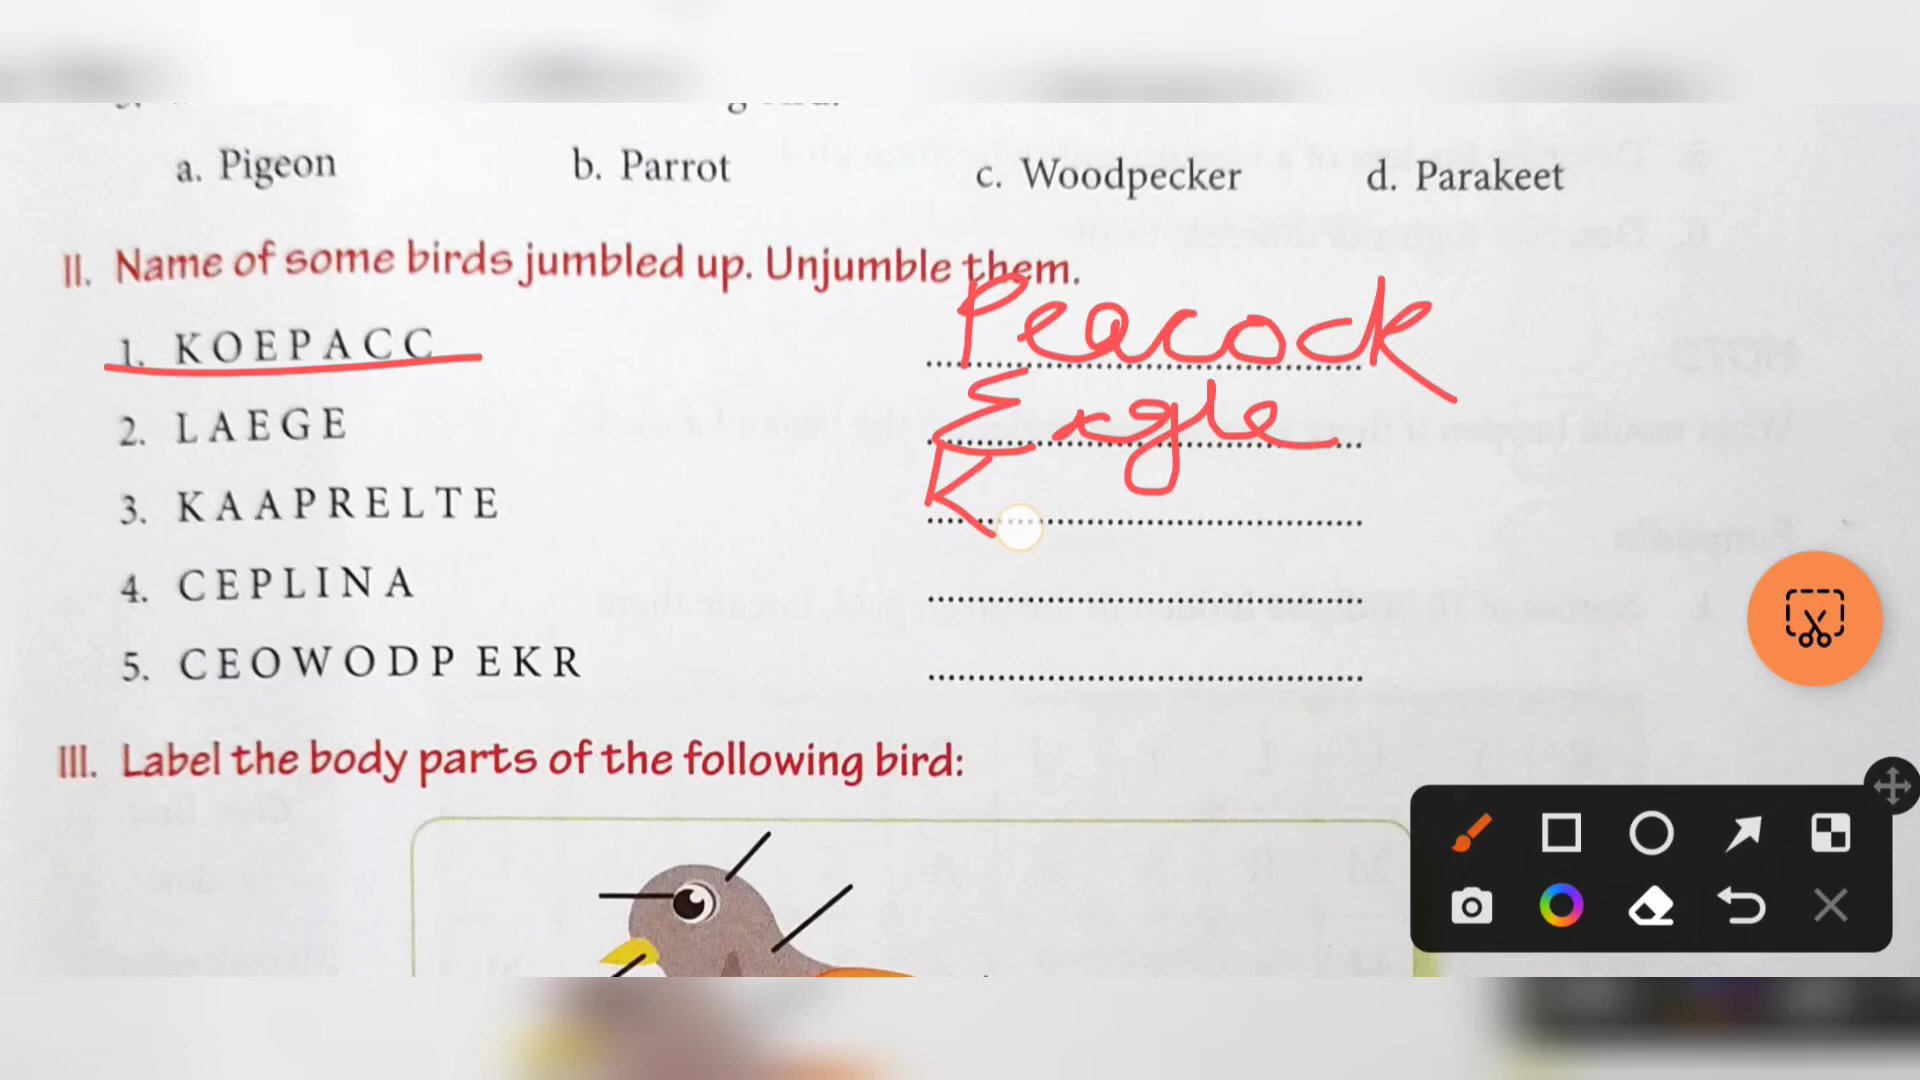 a. Pigeon b. Parrot c. Woodpecker d. Parakeet
II. Name of some birds jumbled up. Unjumble them.
1. KOEPACC Peacock
2. LAEGE Eagle
3. KAAPRELTE K
4. CEPLINA
5. CEOWODP EKR
III. Label the body parts of the following bird: